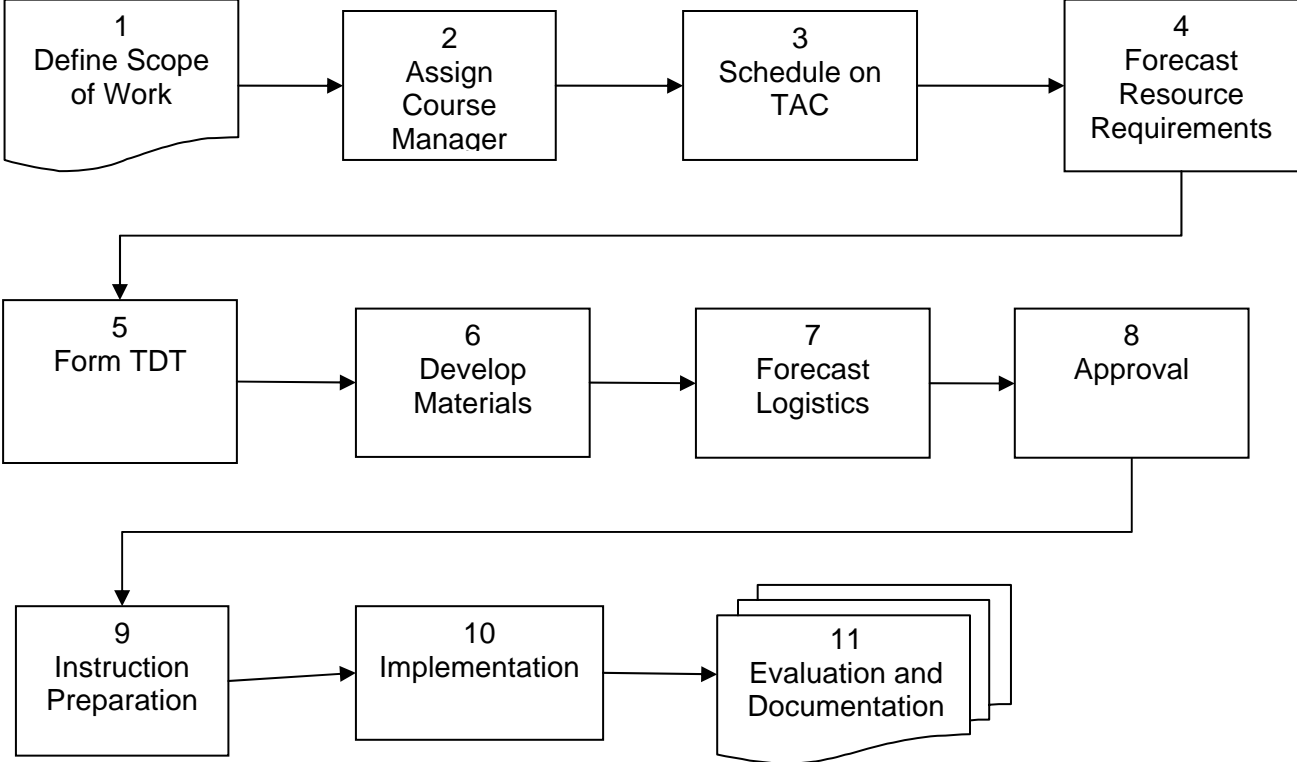 1
Define Scope
of Work
2
Assign
Course
Manager
3
Schedule on
TAC
4
Forecast
Resource
Requirements
5
Form TDT
6
Develop
Materials
7
Forecast
Logistics
8
Approval
9
Instruction
Preparation
10
Implementation
11
Evaluation and
Documentation